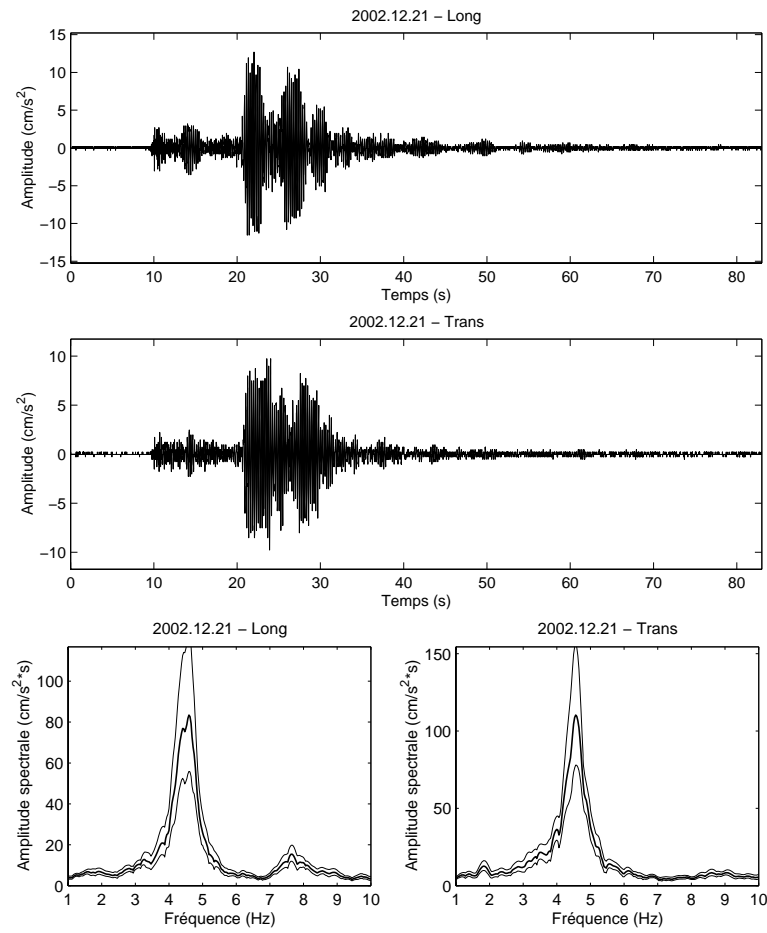 2002.12.21 − Long
15
10
5
0
−5
−10
−15
Amplitude (cm/s²)
0 10 20 30 40 50 60 70 80
Temps (s)
2002.12.21 − Trans
10
5
0
−5
−10
Amplitude (cm/s²)
0 10 20 30 40 50 60 70 80
Temps (s)
2002.12.21 − Long
100
80
60
40
20
0
Amplitude spectrale (cm/s²*s)
1 2 3 4 5 6 7 8 9 10
Fréquence (Hz)
2002.12.21 − Trans
150
100
50
0
Amplitude spectrale (cm/s²*s)
1 2 3 4 5 6 7 8 9 10
Fréquence (Hz)